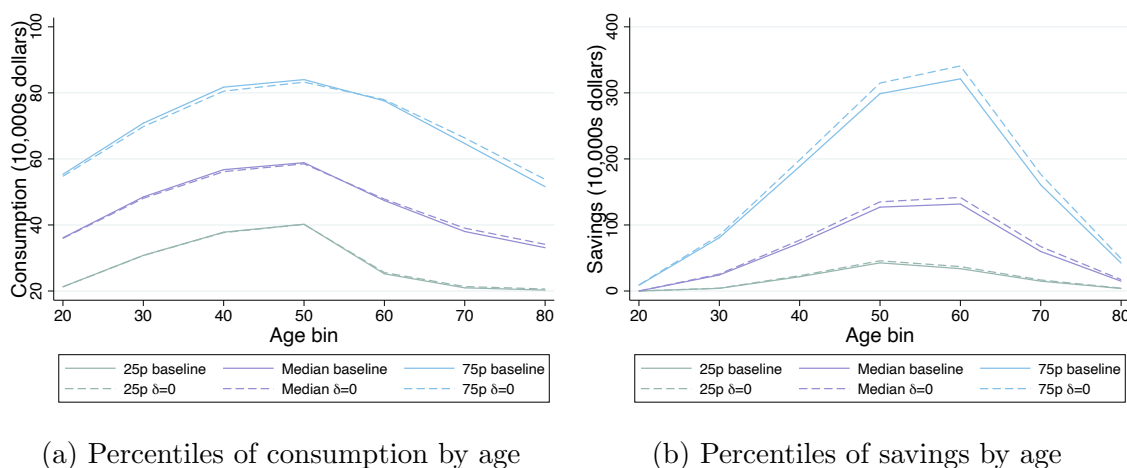 Consumption (10,000s dollars)
100
80
60
40
20
20 30 40 50 60 70 80
Age bin
25p baseline Median baseline 75p baseline
25p δ=0 Median δ=0 75p δ=0
(a) Percentiles of consumption by age
Savings (10,000s dollars)
400
300
200
100
0
20 30 40 50 60 70 80
Age bin
25p baseline Median baseline 75p baseline
25p δ=0 Median δ=0 75p δ=0
(b) Percentiles of savings by age